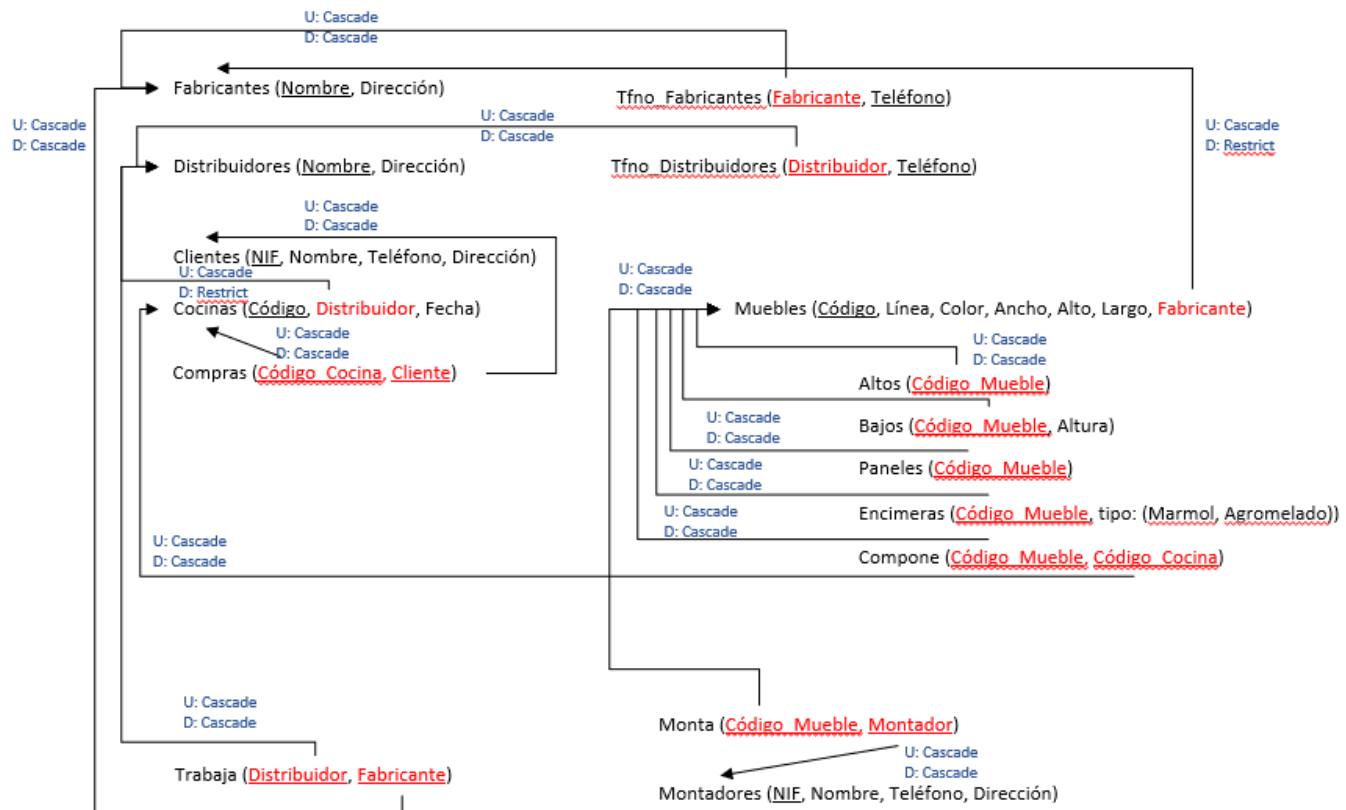 U: Cascade
D: Cascade
Fabricantes (Nombre, Dirección)
Tfno_Fabricantes (Fabricante, Teléfono)
U: Cascade
D: Cascade
U: Cascade
D: Cascade
U: Cascade
D: Restrict
Distribuidores (Nombre, Dirección)
Tfno_Distribuidores (Distribuidor, Teléfono)
U: Cascade
D: Cascade
Clientes (NIF, Nombre, Teléfono, Dirección)
U: Cascade
D: Restrict
U: Cascade
D: Cascade
Cocinas (Código, Distribuidor, Fecha)
Muebles (Código, Línea, Color, Ancho, Alto, Largo, Fabricante)
U: Cascade
D: Cascade
U: Cascade
D: Cascade
Compras (Código_Cocina, Cliente)
Altos (Código_Mueble)
U: Cascade
D: Cascade
Bajos (Código_Mueble, Altura)
U: Cascade
D: Cascade
Paneles (Código_Mueble)
U: Cascade
D: Cascade
Encimeras (Código_Mueble, tipo: (Marmol, Agromelado))
U: Cascade
D: Cascade
Compone (Código_Mueble, Código_Cocina)
U: Cascade
D: Cascade
Monta (Código_Mueble, Montador)
U: Cascade
D: Cascade
Trabaja (Distribuidor, Fabricante)
Montadores (NIF, Nombre, Teléfono, Dirección)